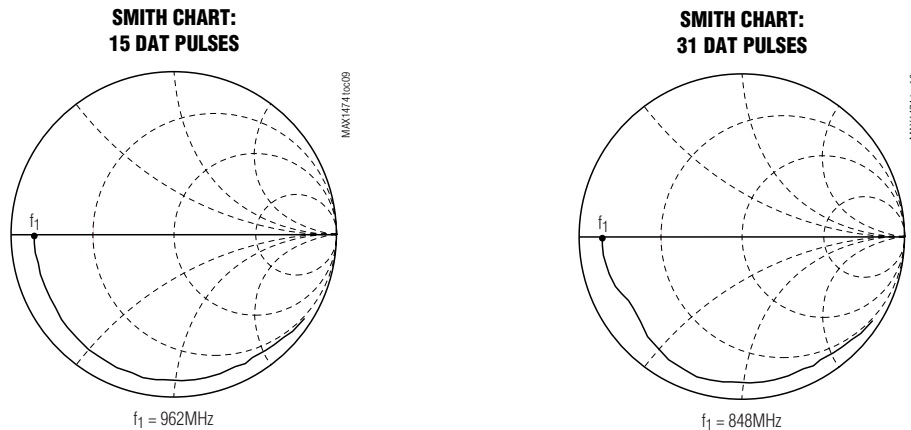 SMITH CHART:
15 DAT PULSES
MAX1474 toc09
f1
f1 = 962MHz
SMITH CHART:
31 DAT PULSES
f1
f1 = 848MHz